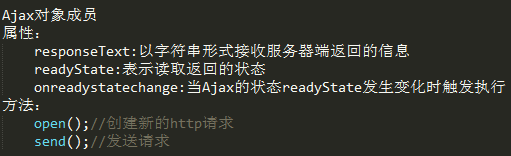 Ajax对象成员
属性：
responseText:以字符串形式接收服务器端返回的信息
readyState:表示读取返回的状态
onreadystatechange:当Ajax的状态readyState发生变化时触发执行
方法：
open();//创建新的http请求
send();//发送请求